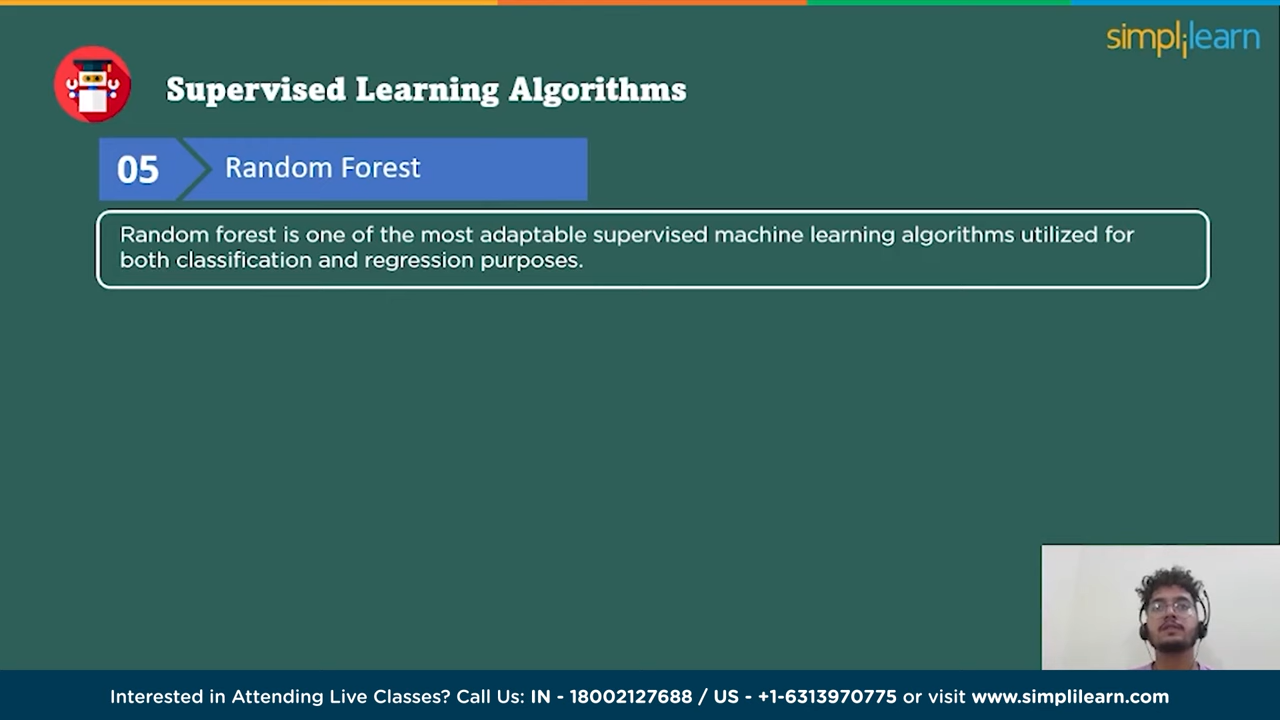 simplilearn
Supervised Learning Algorithms
05 Random Forest
Random forest is one of the most adaptable supervised machine learning algorithms utilized for
both classification and regression purposes.
Interested in Attending Live Classes? Call Us: IN - 18002127688 / US - +1-6313970775 or visit www.simplilearn.com